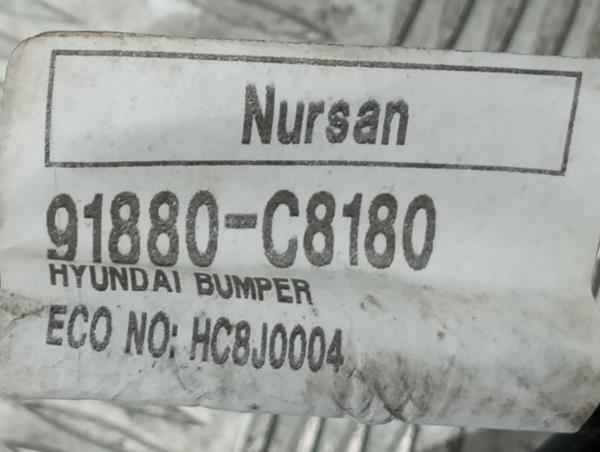 Nursan
91880-C8180
HYUNDAI BUMPER
ECO NO: HC8J0004